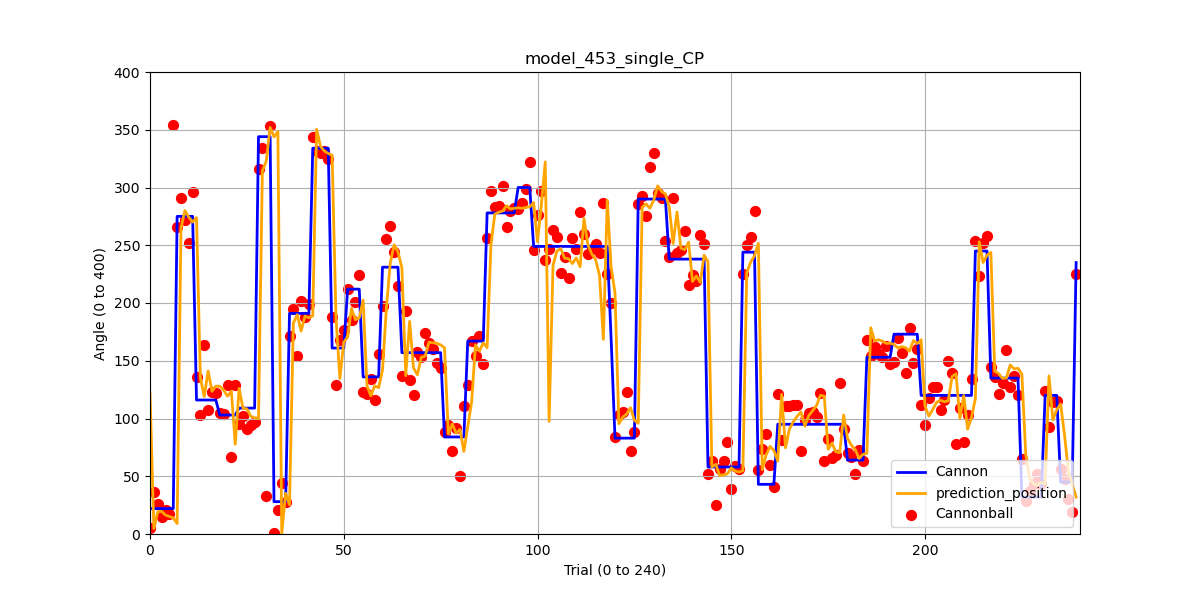 model_453_single_CP
400
350
300
250
200
150
100
50
0
Angle (0 to 400)
0
50
100
150
200
Trial (0 to 240)
Cannon
prediction_position
Cannonball